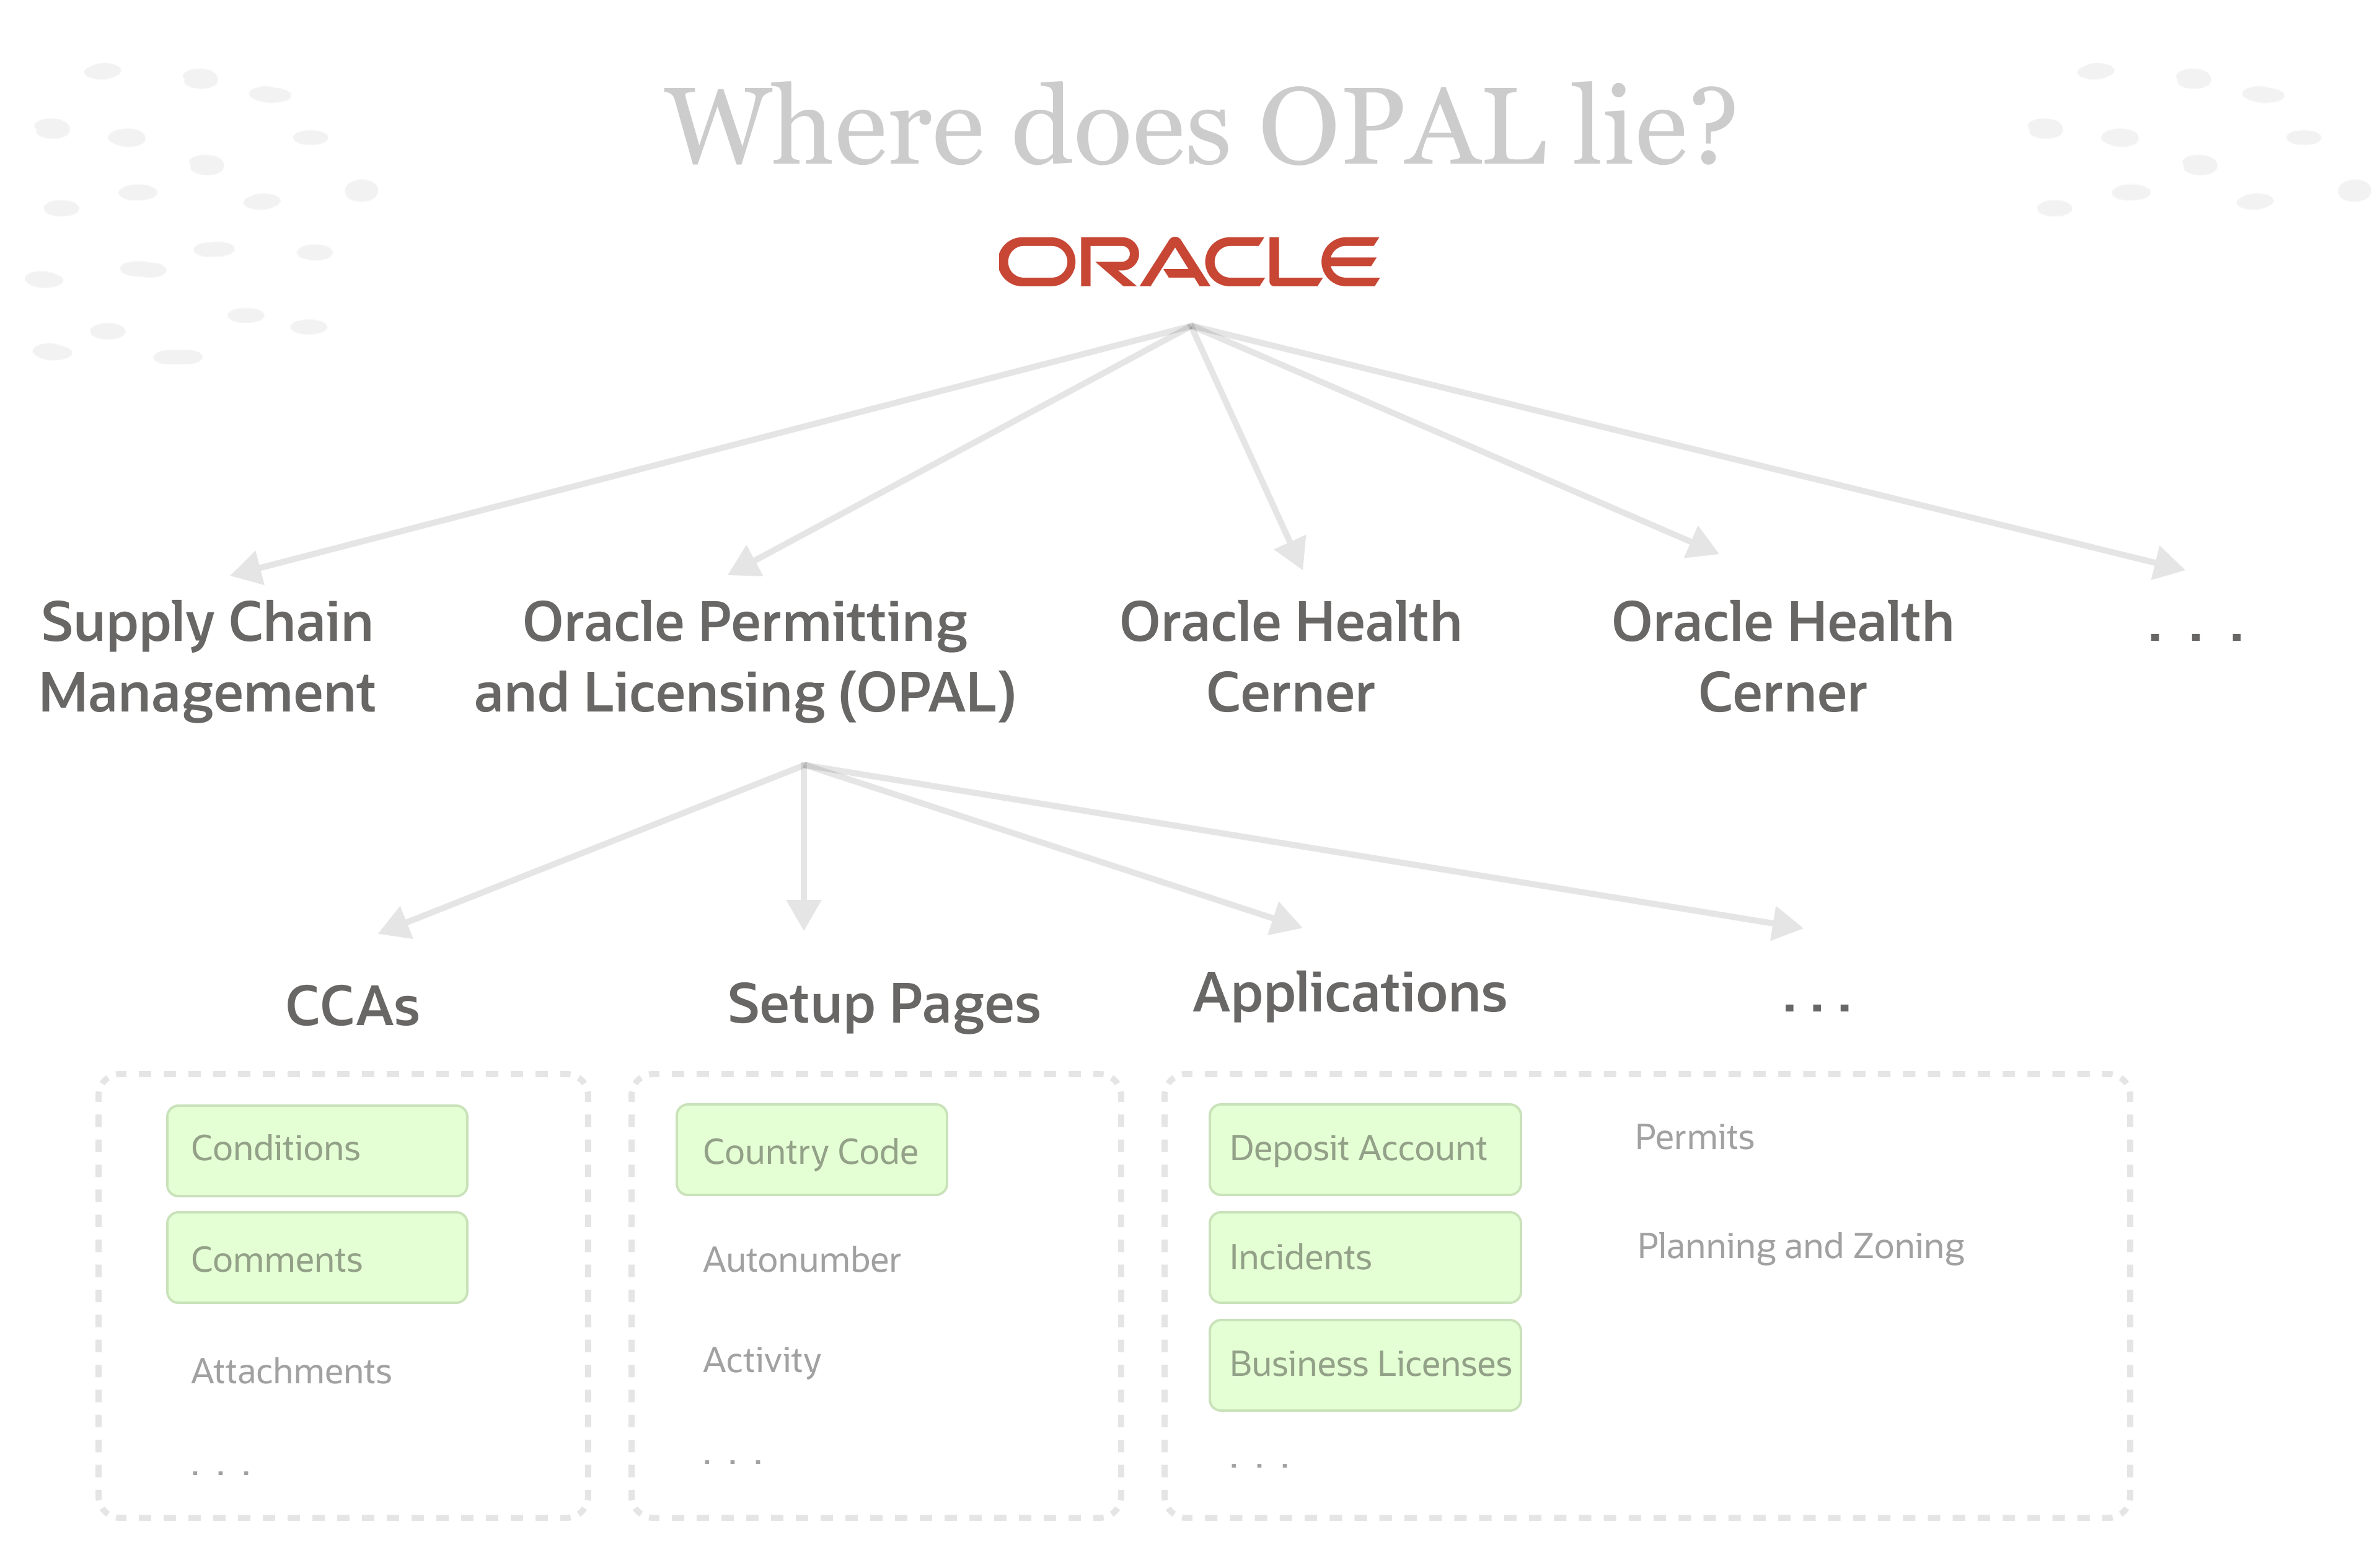 Where does OPAL lie?
ORACLE
Supply Chain
Management
Oracle Permitting
and Licensing (OPAL)
Oracle Health
Cerner
Oracle Health
Cerner
. . .
CCAs
Setup Pages
Applications
. . .
Conditions
Comments
Attachments
. . .
Country Code
Autonumber
Activity
. . .
Deposit Account
Incidents
Business Licenses
. . .
Permits
Planning and Zoning